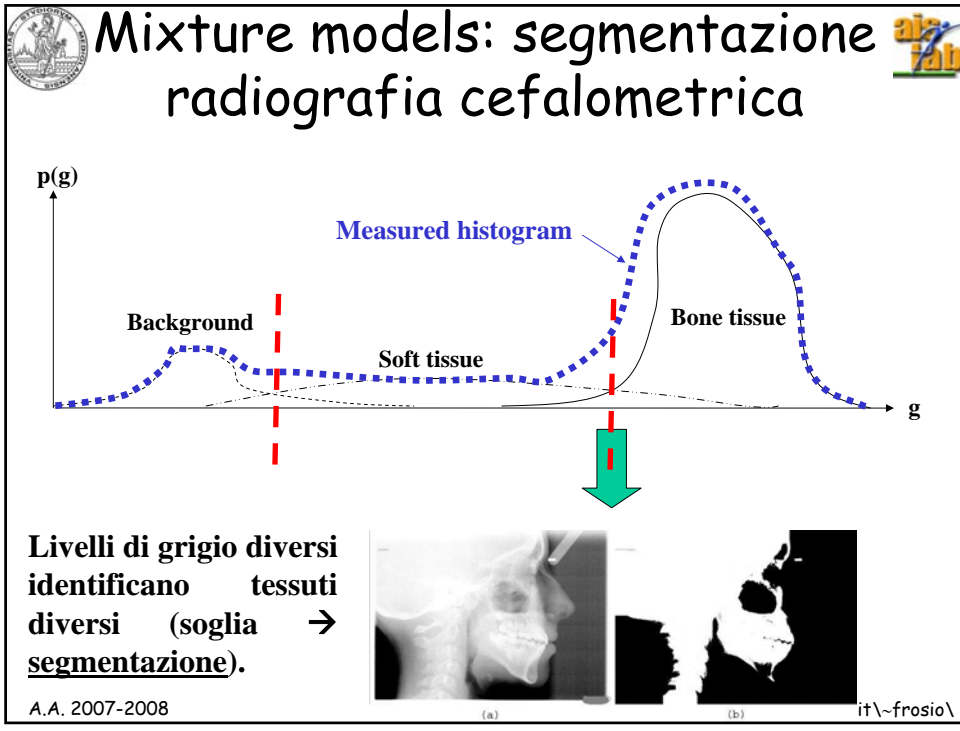 Mixture models: segmentazione
radiografia cefalometrica
p(g)
Measured histogram
Background
Soft tissue
Bone tissue
g
Livelli di grigio diversi
identificano tessuti
diversi (soglia →
segmentazione).
(a)
(b)
A.A. 2007-2008
it\~frosio\